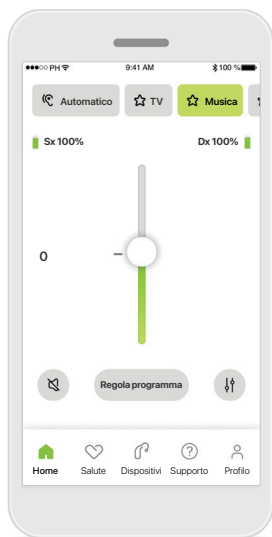 PH 9:41 AM 100 %
Automatico TV Musica
Sx 100% Dx 100%
0
Regola programma
Home Salute Dispositivi Supporto Profilo